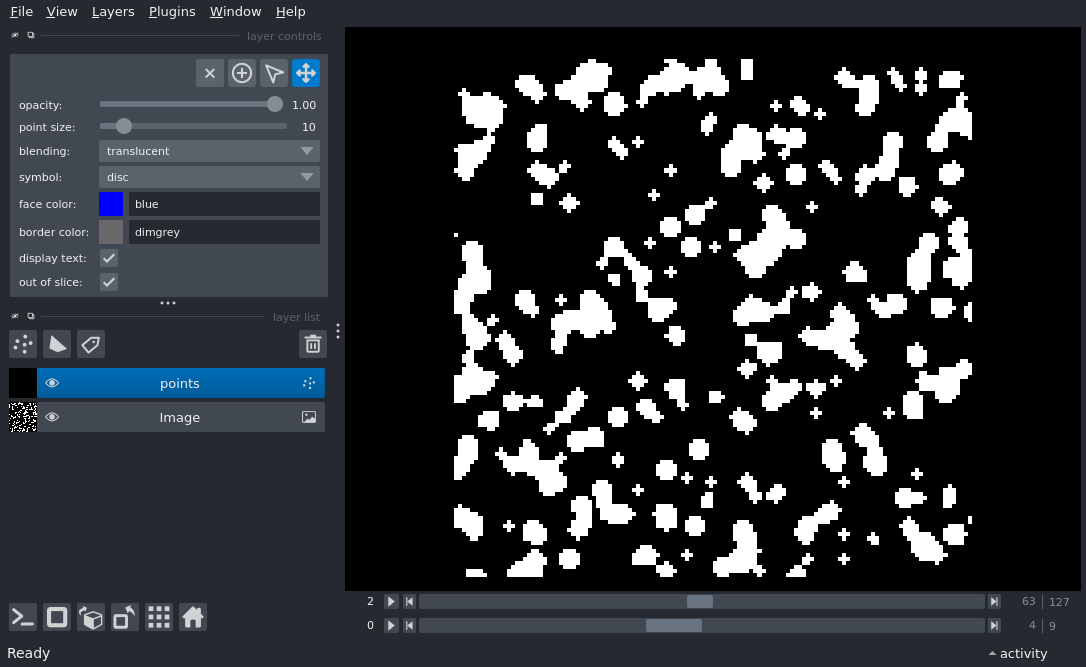 File View Layers Plugins Window Help
layer controls
opacity: 1.00
point size: 10
blending: translucent
symbol: disc
face color: blue
border color: dimgrey
display text:
out of slice:
layer list
points
Image
2 63 127
0 4 9
Ready activity